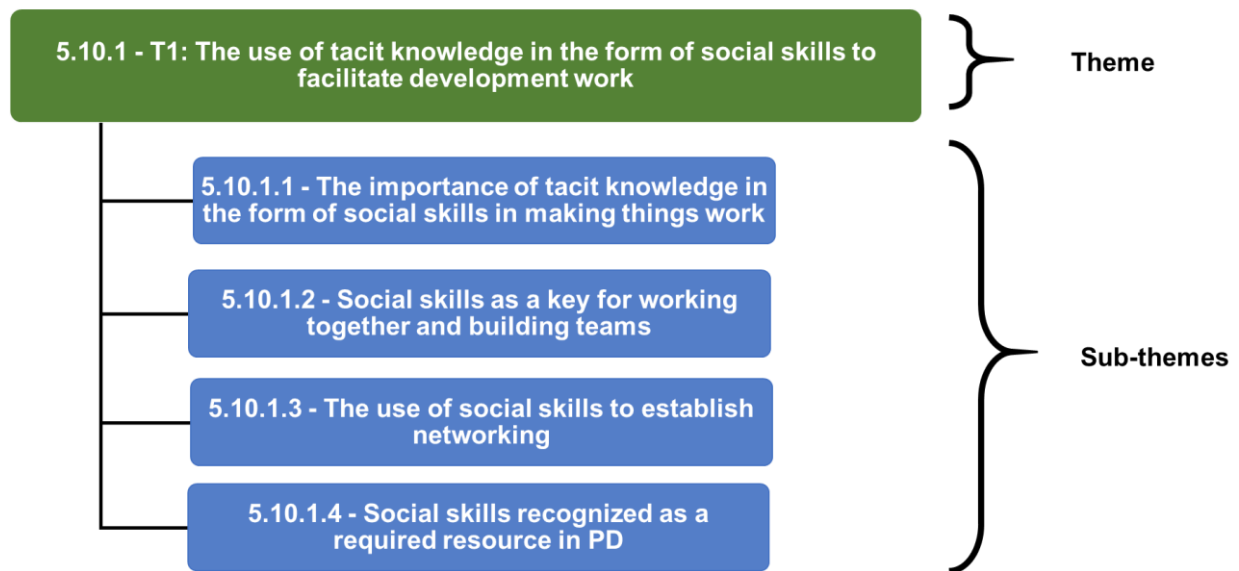 5.10.1 - T1: The use of tacit knowledge in the form of social skills to
facilitate development work
Theme
5.10.1.1 - The importance of tacit knowledge in
the form of social skills in making things work
5.10.1.2 - Social skills as a key for working
together and building teams
Sub-themes
5.10.1.3 - The use of social skills to establish
networking
5.10.1.4 - Social skills recognized as a
required resource in PD